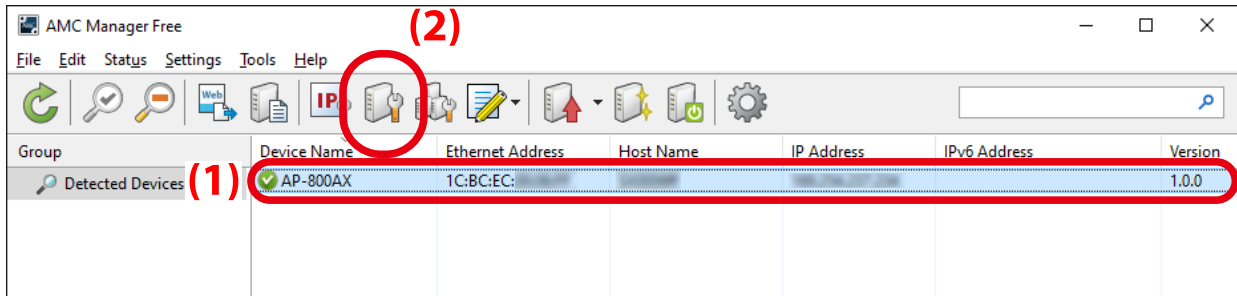 AMC Manager Free
(2)
File Edit Status Settings Tools Help
Web IP
Group Device Name Ethernet Address Host Name IP Address IPv6 Address Version
Detected Devices (1) AP-800AX 1C:BC:EC: 1.0.0